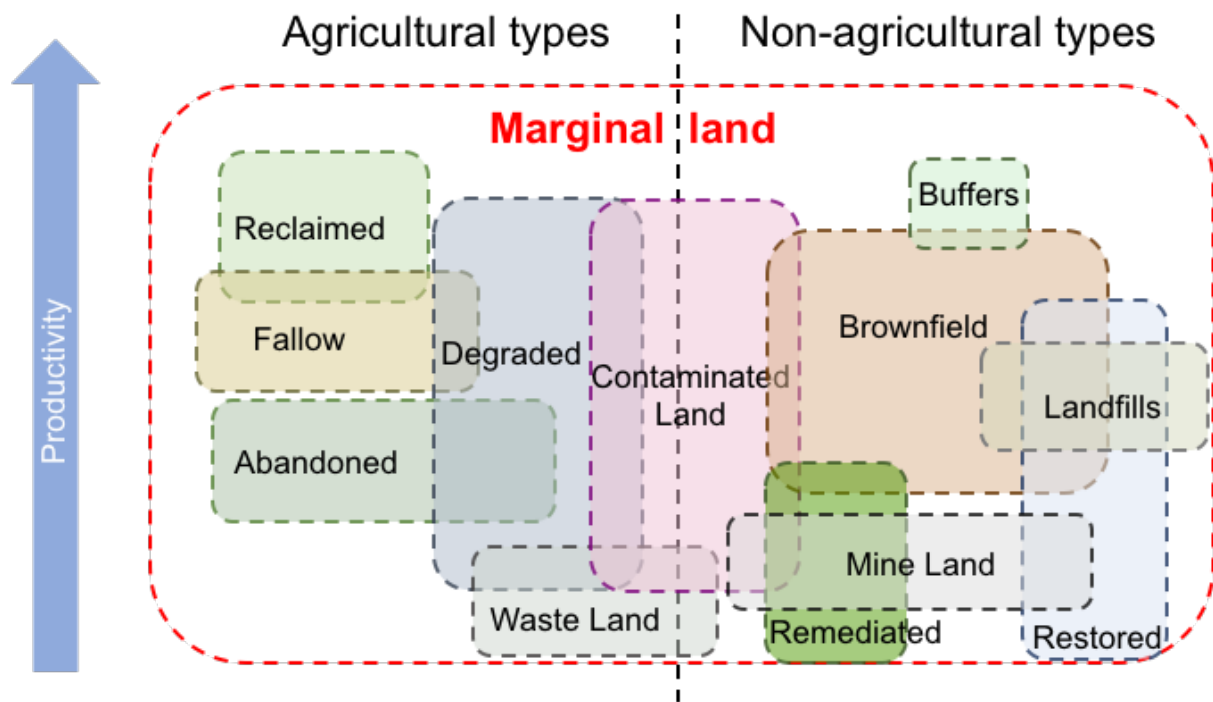 Agricultural types
Non-agricultural types
Marginal land
Productivity
Reclaimed
Buffers
Fallow
Degraded
Brownfield
Contaminated
Land
Landfills
Abandoned
Mine Land
Waste Land
Remediated
Restored